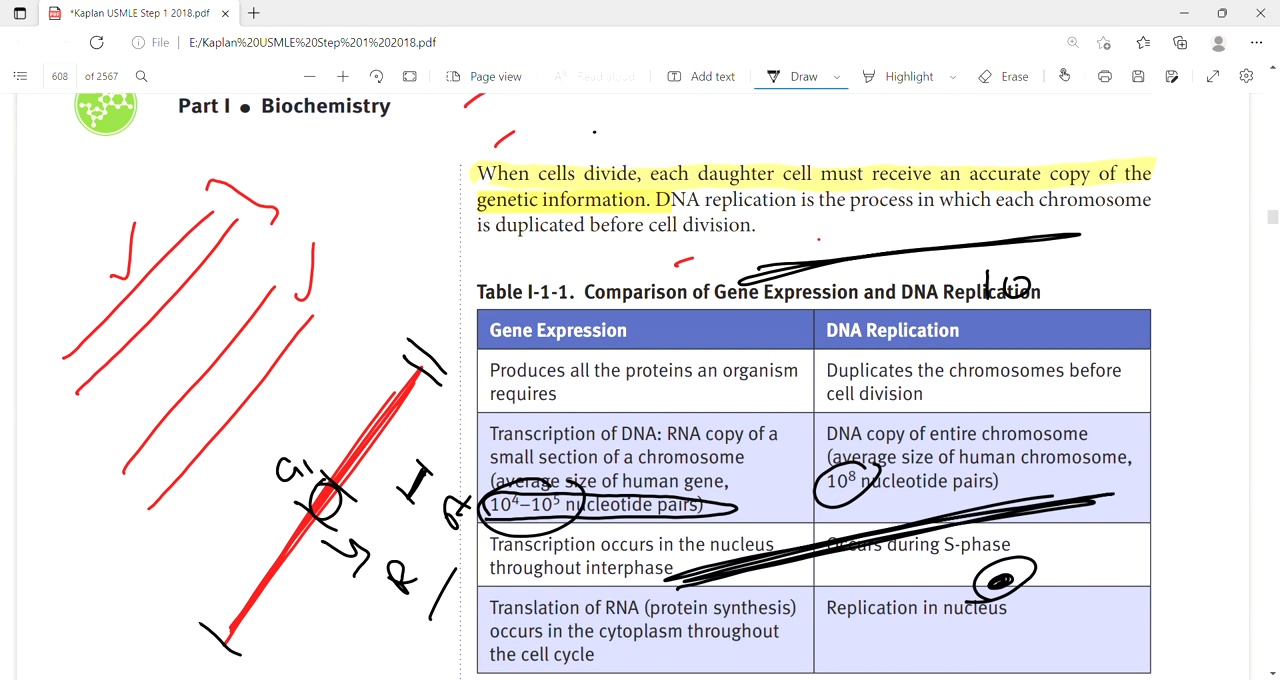 *Kaplan USMLE Step 1 2018.pdf
File E:/Kaplan%20USMLE%20Step%201%202018.pdf
608 of 2567 Page view Read aloud Add text Draw Highlight Erase
Part I ● Biochemistry
When cells divide, each daughter cell must receive an accurate copy of the
genetic information. DNA replication is the process in which each chromosome
is duplicated before cell division.
10
Table I-1-1. Comparison of Gene Expression and DNA Replication
Gene Expression
DNA Replication
Produces all the proteins an organism
requires
Duplicates the chromosomes before
cell division
Transcription of DNA: RNA copy of a
small section of a chromosome
(average size of human gene,
10⁴–10⁵ nucleotide pairs)
DNA copy of entire chromosome
(average size of human chromosome,
10⁸ nucleotide pairs)
Transcription occurs in the nucleus
throughout interphase
Occurs during S-phase
Translation of RNA (protein synthesis)
occurs in the cytoplasm throughout
the cell cycle
Replication in nucleus